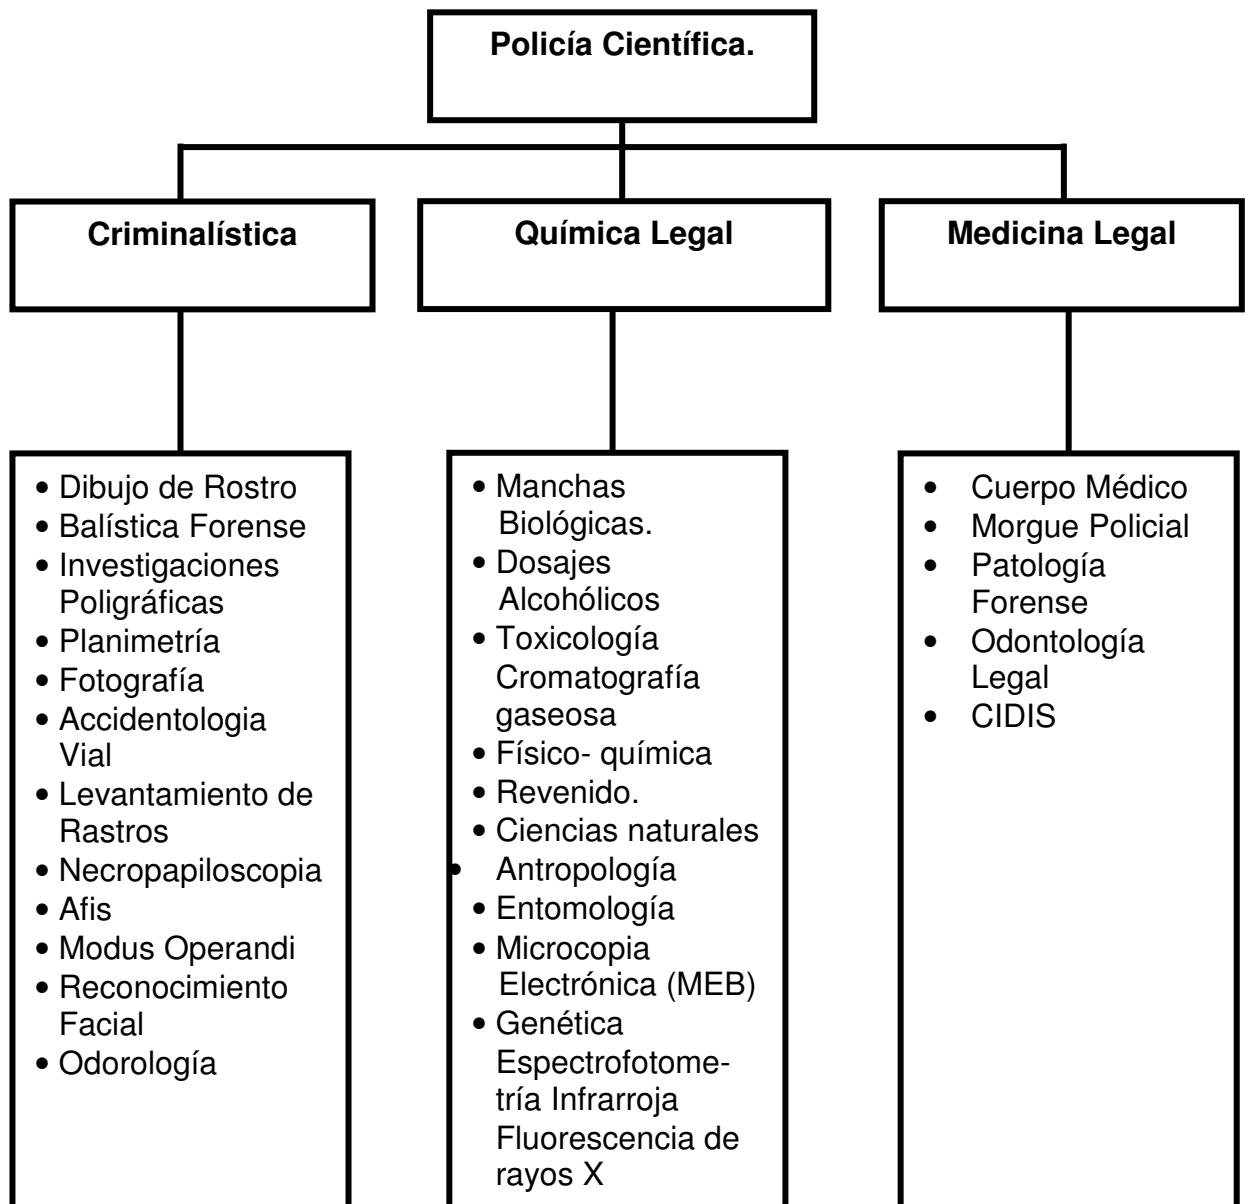 Policía Científica.
Criminalística
Química Legal
Medicina Legal
• Dibujo de Rostro
• Balística Forense
• Investigaciones
Poligráficas
• Planimetría
• Fotografía
• Accidentologia
Vial
• Levantamiento de
Rastros
• Necropapiloscopia
• Afis
• Modus Operandi
• Reconocimiento
Facial
• Odorología
• Manchas
Biológicas.
• Dosajes
Alcohólicos
• Toxicología
Cromatografía
gaseosa
• Físico- química
• Revenido.
• Ciencias naturales
• Antropología
• Entomología
• Microcopia
Electrónica (MEB)
• Genética
Espectrofotome-
tría Infrarroja
Fluorescencia de
rayos X
• Cuerpo Médico
• Morgue Policial
• Patología
Forense
• Odontología
Legal
• CIDIS